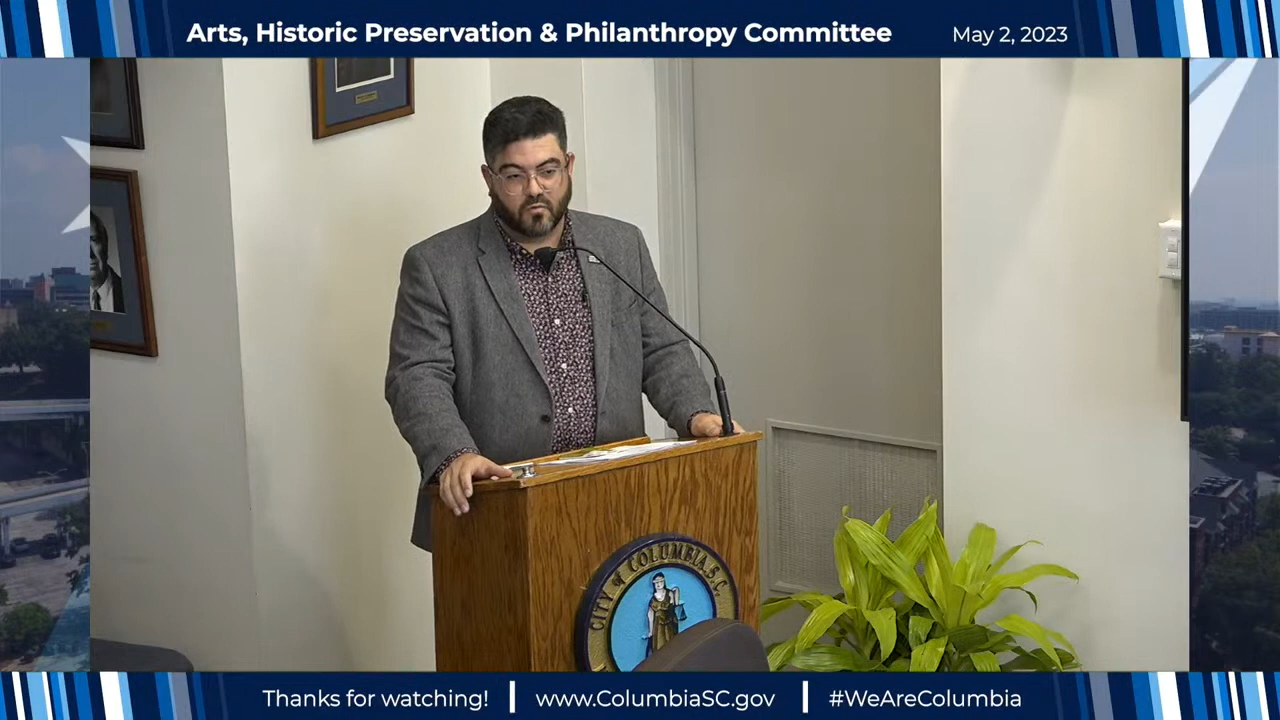 Arts, Historic Preservation & Philanthropy Committee
May 2, 2023
CITY of COLUMBIA S.C.
Thanks for watching!
www.ColumbiaSC.gov
#WeAreColumbia